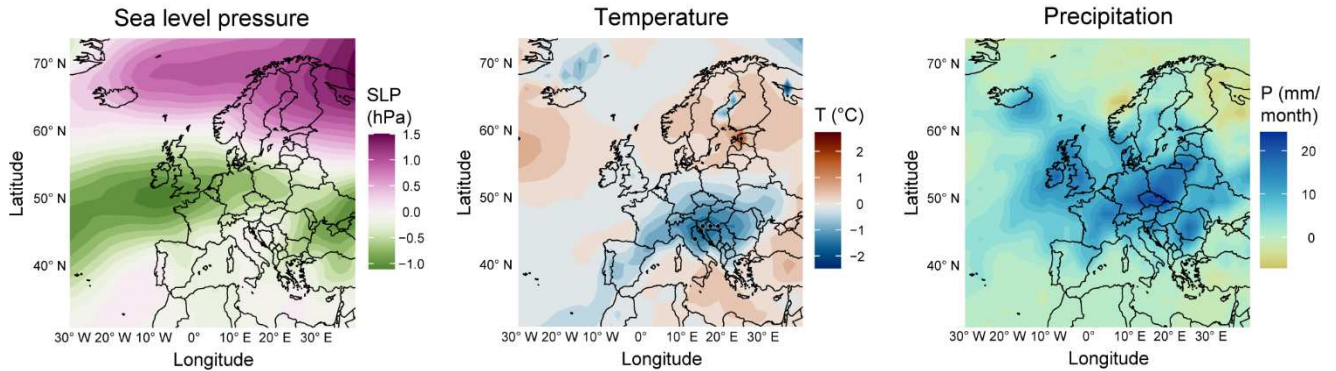 Sea level pressure
70° N
60° N
50° N
40° N
Latitude
30° W 20° W 10° W 0° 10° E 20° E 30° E
Longitude
SLP
(hPa)
1.5
1.0
0.5
0.0
−0.5
−1.0
Temperature
70° N
60° N
50° N
40° N
Latitude
30° W 20° W 10° W 0° 10° E 20° E 30° E
Longitude
T (°C)
2
1
0
−1
−2
Precipitation
70° N
60° N
50° N
40° N
Latitude
30° W 20° W 10° W 0° 10° E 20° E 30° E
Longitude
P (mm/
month)
20
10
0